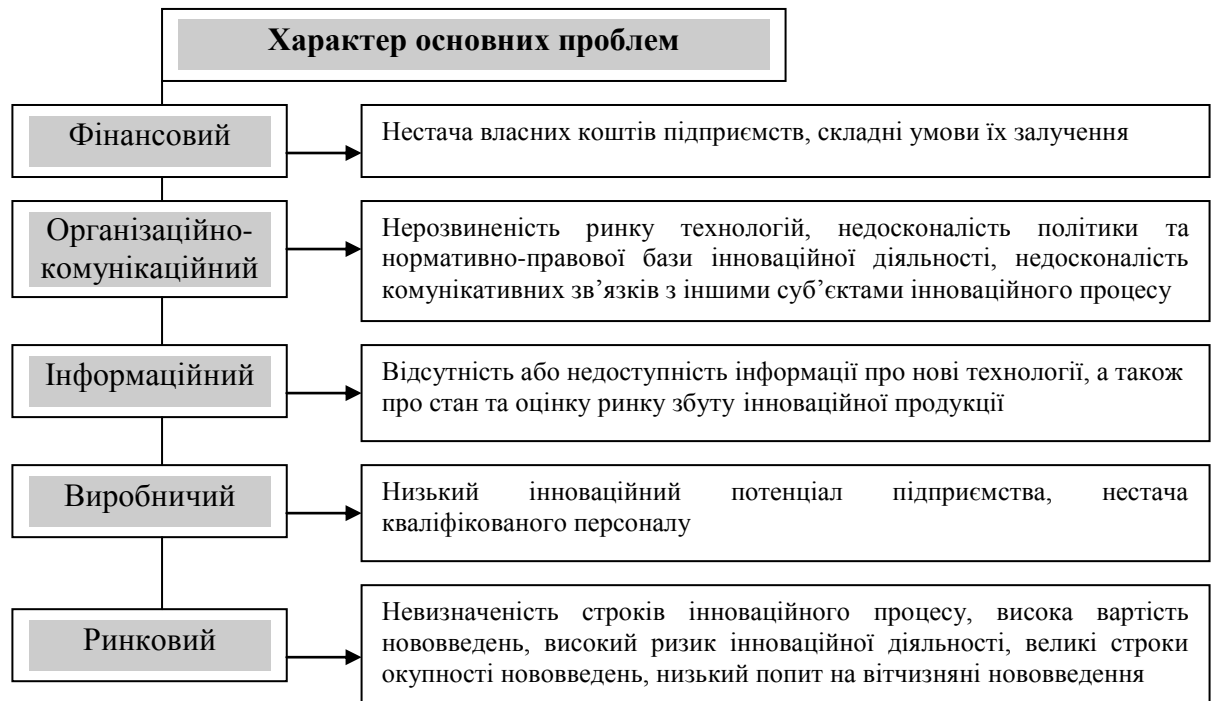 Характер основних проблем
Фінансовий
Нестача власних коштів підприємств, складні умови їх залучення
Організаційно-
комунікаційний
Нерозвиненість ринку технологій, недосконалість політики та
нормативно-правової бази інноваційної діяльності, недосконалість
комунікативних зв’язків з іншими суб’єктами інноваційного процесу
Інформаційний
Відсутність або недоступність інформації про нові технології, а також
про стан та оцінку ринку збуту інноваційної продукції
Виробничий
Низький інноваційний потенціал підприємства, нестача
кваліфікованого персоналу
Ринковий
Невизначеність строків інноваційного процесу, висока вартість
нововведень, високий ризик інноваційної діяльності, великі строки
окупності нововведень, низький попит на вітчизняні нововведення